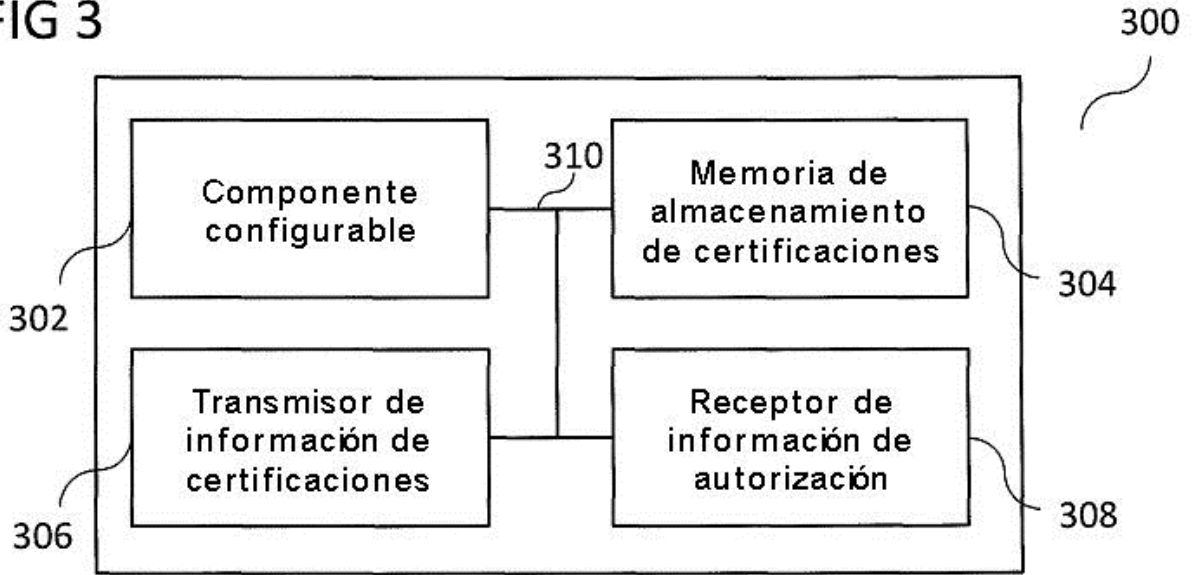 FIG 3
300
310
Componente
configurable
Memoria de
almacenamiento
de certificaciones
302
304
Transmisor de
información de
certificaciones
Receptor de
información de
autorización
306
308